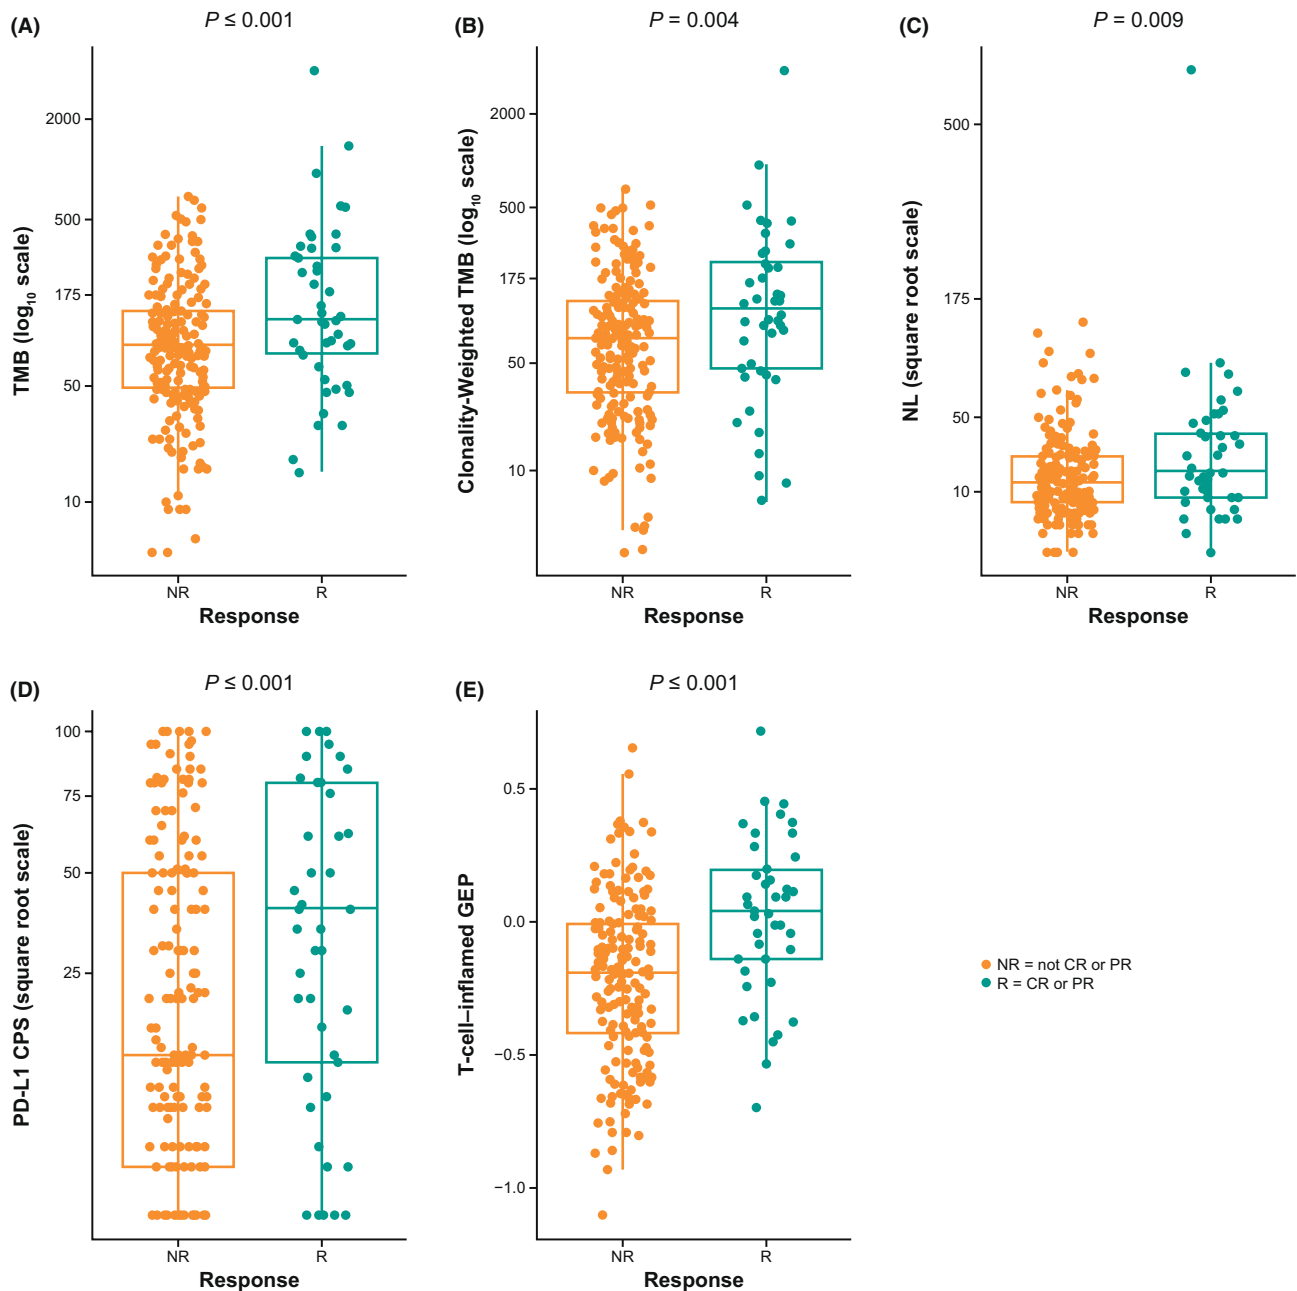 (A)
P ≤ 0.001
TMB (log10 scale)
2000
500
175
50
10
NR
R
Response
(B)
P = 0.004
Clonality-Weighted TMB (log10 scale)
2000
500
175
50
10
NR
R
Response
(C)
P = 0.009
NL (square root scale)
500
175
50
10
NR
R
Response
(D)
P ≤ 0.001
PD-L1 CPS (square root scale)
100
75
50
25
NR
R
Response
(E)
P ≤ 0.001
T-cell–inflamed GEP
0.5
0.0
−0.5
−1.0
NR
R
Response
NR = not CR or PR
R = CR or PR